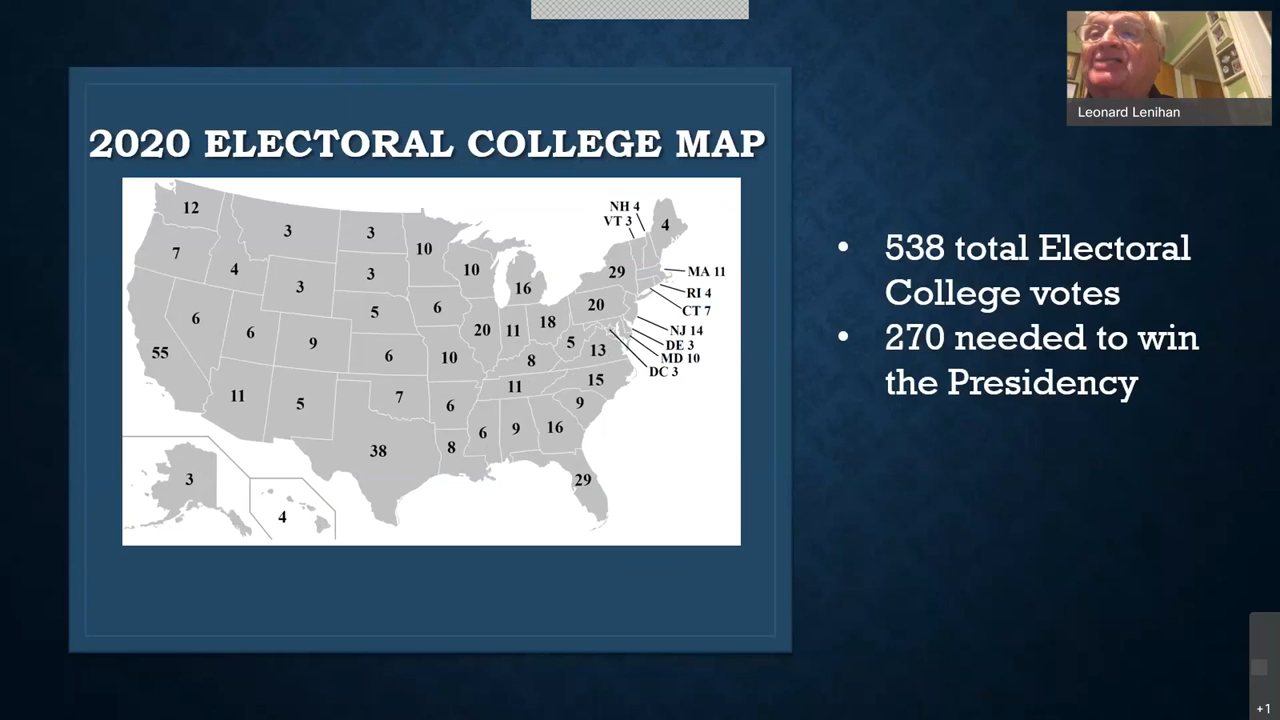 2020 ELECTORAL COLLEGE MAP
12
7
55
4
6
6
11
3
3
9
5
3
3
5
6
7
38
10
6
10
6
8
10
20
6
16
11
8
11
9
18
5
16
29
20
13
15
9
29
4
NH 4
VT 3
MA 11
RI 4
CT 7
NJ 14
DE 3
MD 10
DC 3
3
4
• 538 total Electoral
College votes
• 270 needed to win
the Presidency
Leonard Lenihan
+1